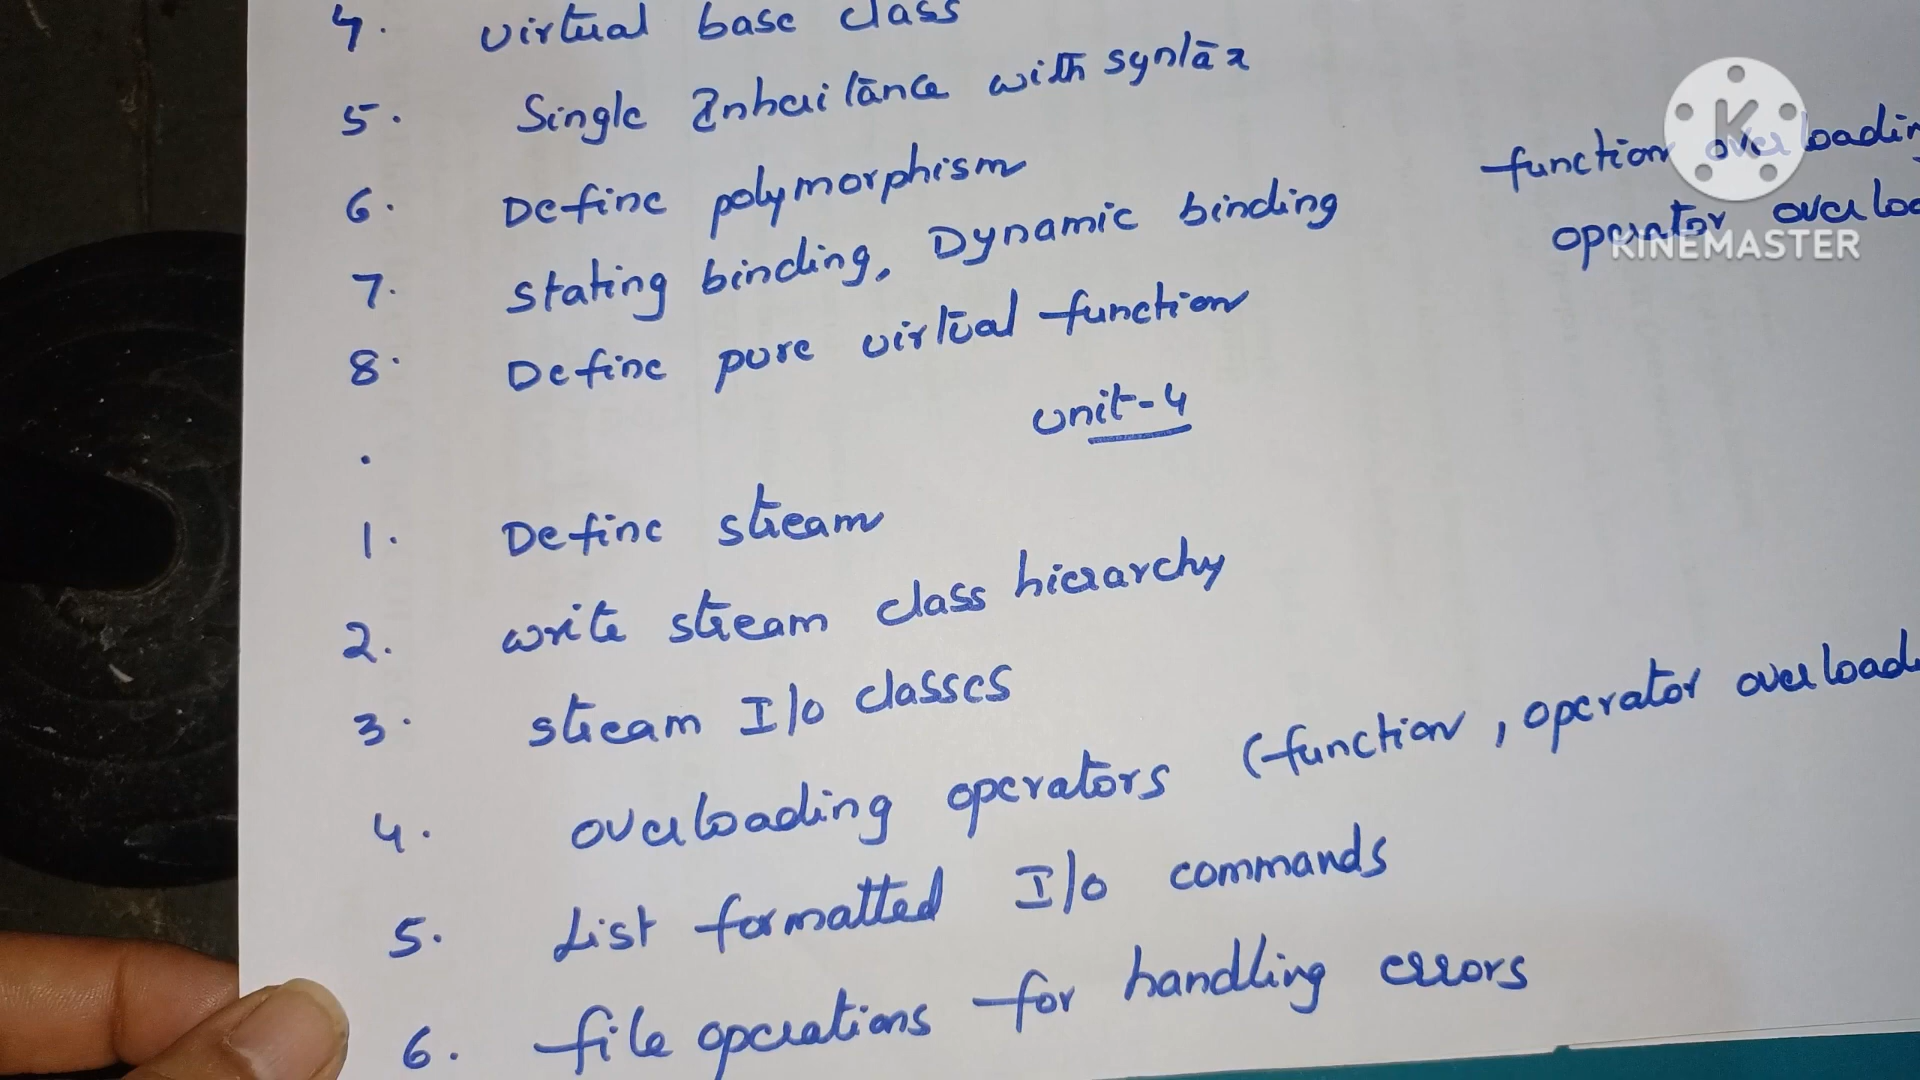 4. virtual base class
5. Single Inheritance with syntax
6. Define polymorphism
function overloadin
7. Stating binding, Dynamic binding
operator overloa
8. Define pure virtual function
Unit-4
1. Define stream
2. write stream class hierarchy
3. stream I/o classes
4. overloading operators (function, operator overload
5. List formatted I/o commands
6. file operations for handling errors
KINEMASTER